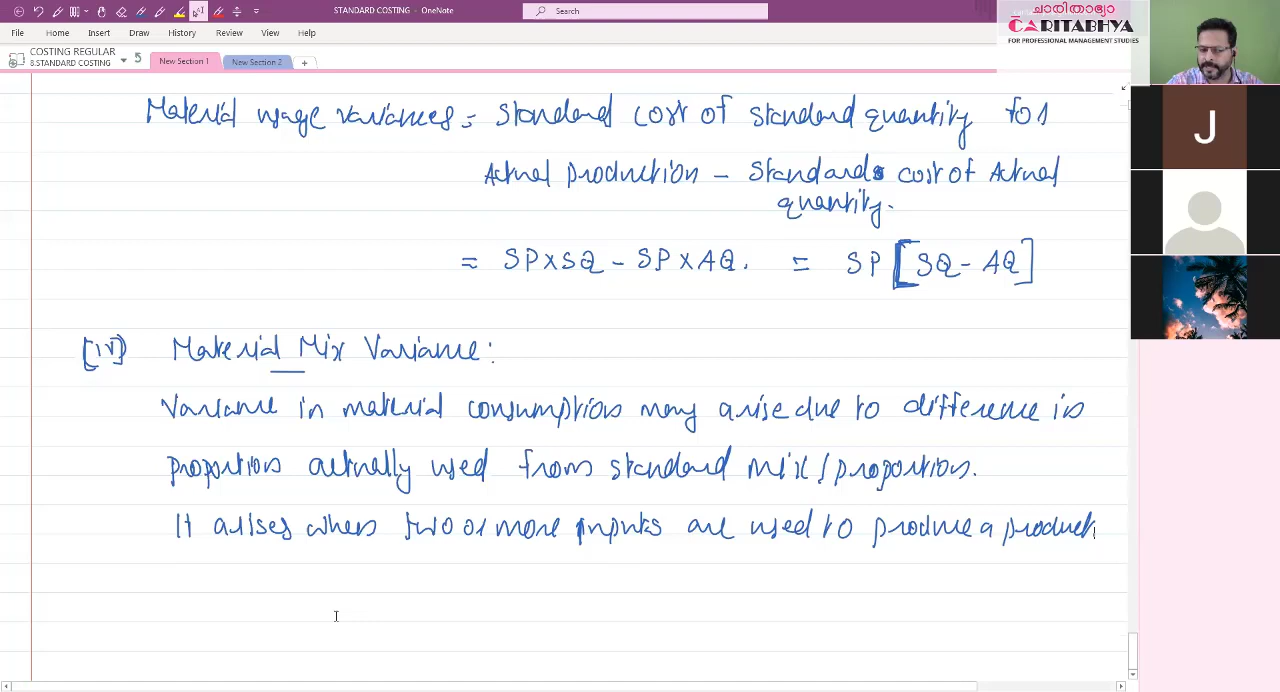 STANDARD COSTING - OneNote
Search
ചാരിതാഭ്യാ
CARITABHYA
FOR PROFESSIONAL MANAGEMENT STUDIES
File Home Insert Draw History Review View Help
COSTING REGULAR
8.STANDARD COSTING
5
New Section 1 New Section 2 +
Material usage variances = Standard cost of standard quantity for
Actual production - Standard cost of Actual
quantity.
= SP×SQ - SP×AQ. = SP [SQ - AQ]
[iv] Material Mix Variance:
Variance in material consumption may arise due to difference in
proportion actually used from standard mix/proportion.
It arises when two or more inputs are used to produce a product
J